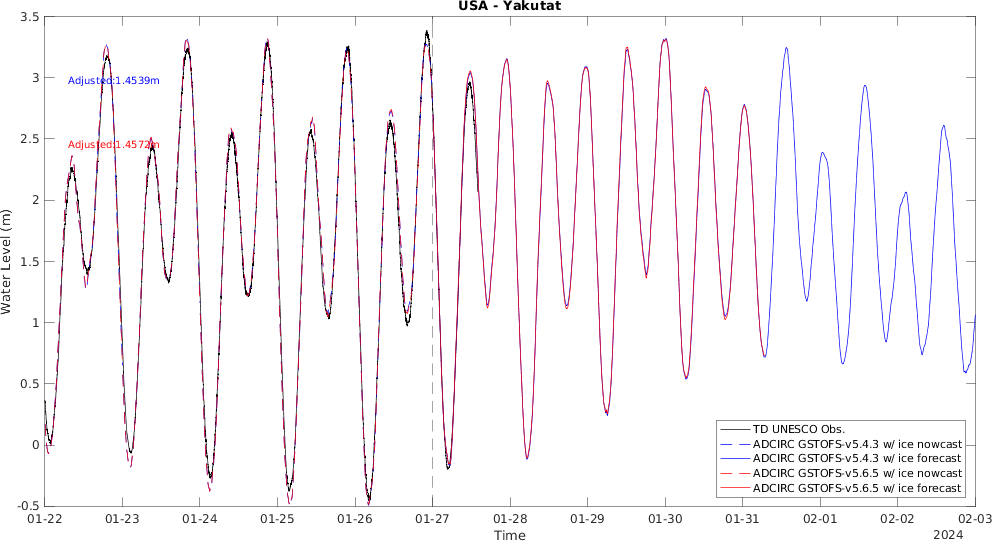 USA - Yakutat
3.5
3
2.5
2
1.5
1
0.5
0
-0.5
Water Level (m)
Adjusted:1.4539m
Adjusted:1.4572m
TD UNESCO Obs.
ADCIRC GSTOFS-v5.4.3 w/ ice nowcast
ADCIRC GSTOFS-v5.4.3 w/ ice forecast
ADCIRC GSTOFS-v5.6.5 w/ ice nowcast
ADCIRC GSTOFS-v5.6.5 w/ ice forecast
01-22 01-23 01-24 01-25 01-26 01-27 01-28 01-29 01-30 01-31 02-01 02-02 02-03
Time
2024